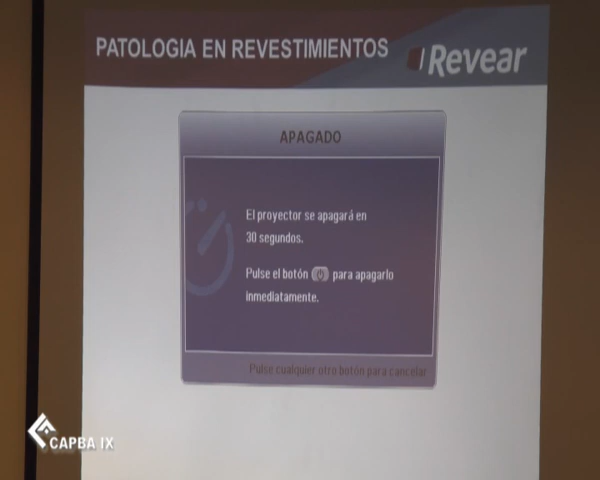 PATOLOGIA EN REVESTIMIENTOS
Revear
APAGADO
El proyector se apagará en
30 segundos.
Pulse el botón para apagarlo
inmediatamente.
Pulse cualquier otro botón para cancelar
CAPBA IX